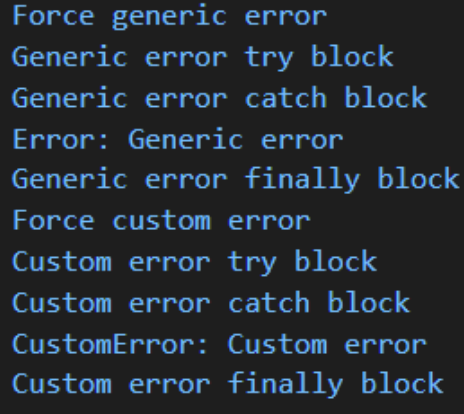 Force generic error
Generic error try block
Generic error catch block
Error: Generic error
Generic error finally block
Force custom error
Custom error try block
Custom error catch block
CustomError: Custom error
Custom error finally block